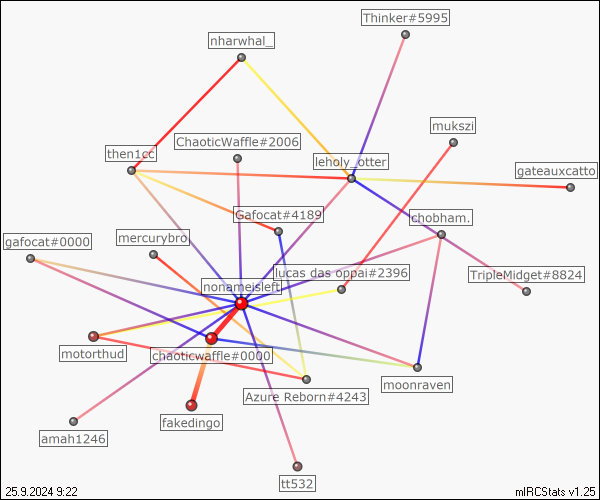 Thinker#5995
nharwhal_
mukszi
ChaoticWaffle#2006
then1cc
leholy_otter
gateauxcatto
Gafocat#4189
chobham.
gafocat#0000
mercurybro
lucas das oppai#2396
TripleMidget#8824
nonameisleft
motorthud
chaoticwaffle#0000
moonraven
Azure Reborn#4243
fakedingo
amah1246
tt532
25.9.2024 9:22
mIRCStats v1.25